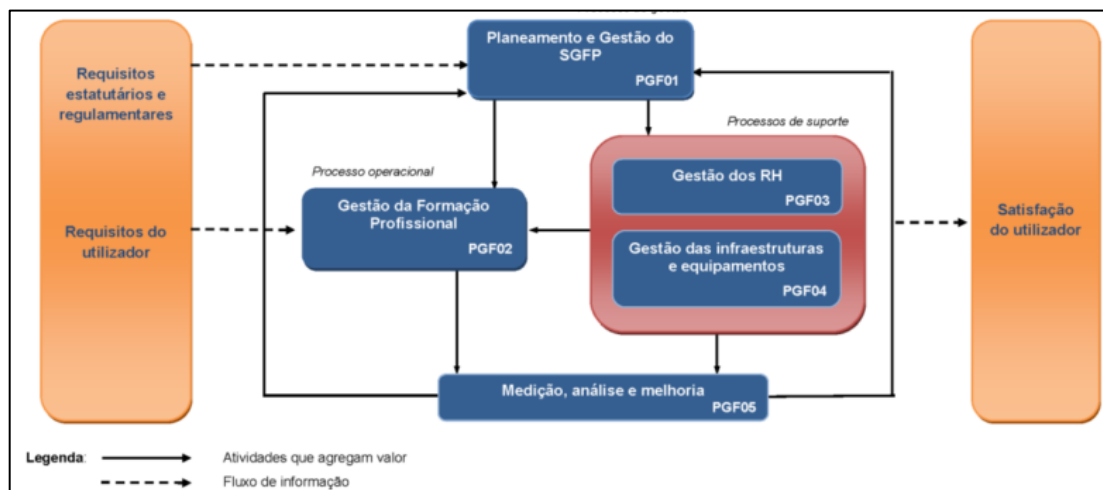 Planeamento e Gestão do
SGFP
PGF01
Requisitos
estatutários e
regulamentares
Processos de suporte
Processo operacional
Gestão dos RH
PGF03
Gestão da Formação
Profissional
PGF02
Requisitos do
utilizador
Gestão das infraestruturas
e equipamentos
PGF04
Satisfação
do utilizador
Medição, análise e melhoria
PGF05
Legenda: Atividades que agregam valor
Fluxo de informação